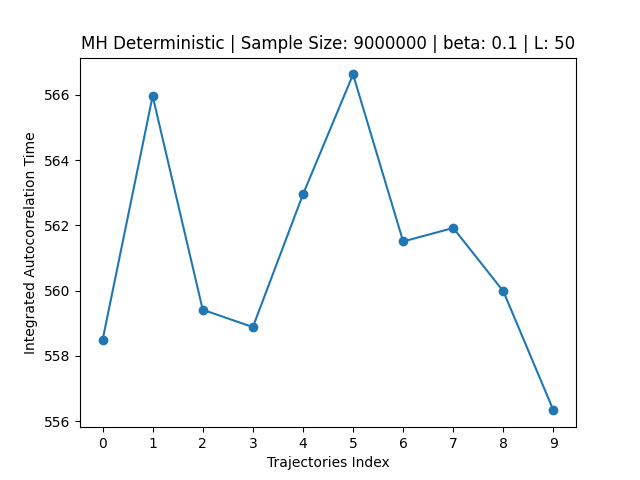 MH Deterministic | Sample Size: 9000000 | beta: 0.1 | L: 50
566
564
562
560
558
556
Integrated Autocorrelation Time
0 1 2 3 4 5 6 7 8 9
Trajectories Index